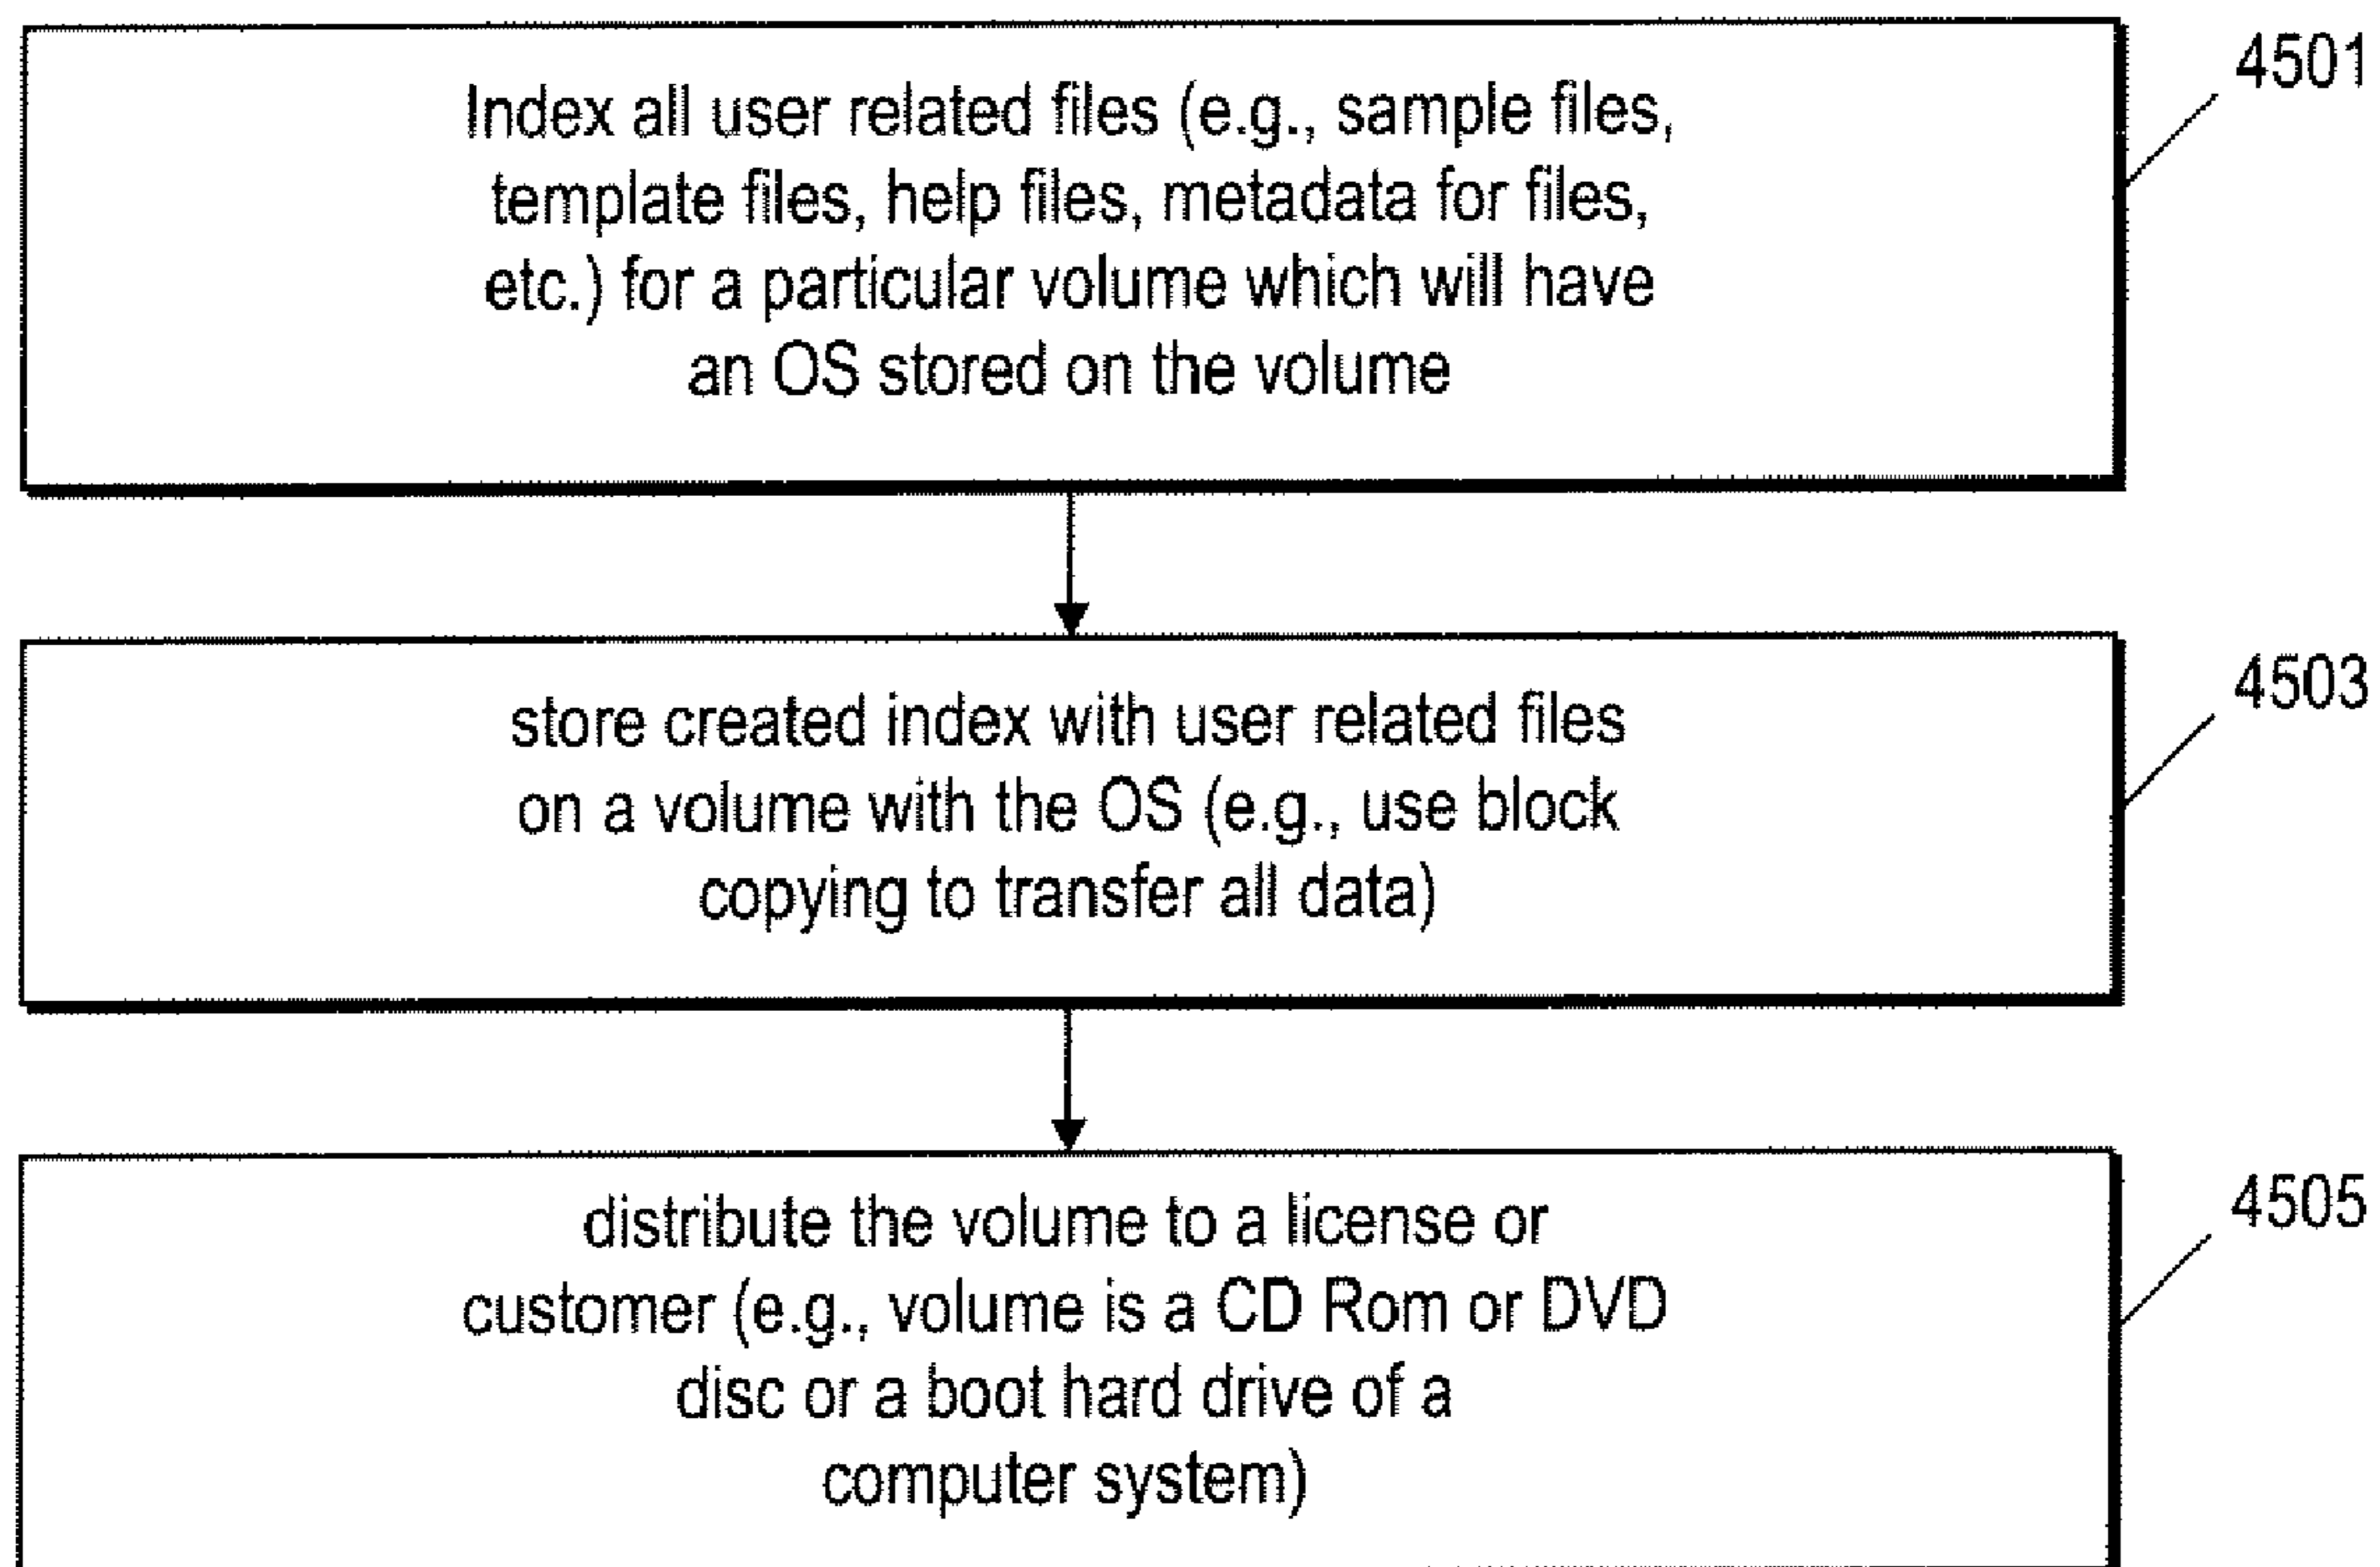 4501
Index all user related files (e.g., sample files,
template files, help files, metadata for files,
etc.) for a particular volume which will have
an OS stored on the volume
4503
store created index with user related files
on a volume with the OS (e.g., use block
copying to transfer all data)
4505
distribute the volume to a license or
customer (e.g., volume is a CD Rom or DVD
disc or a boot hard drive of a
computer system)